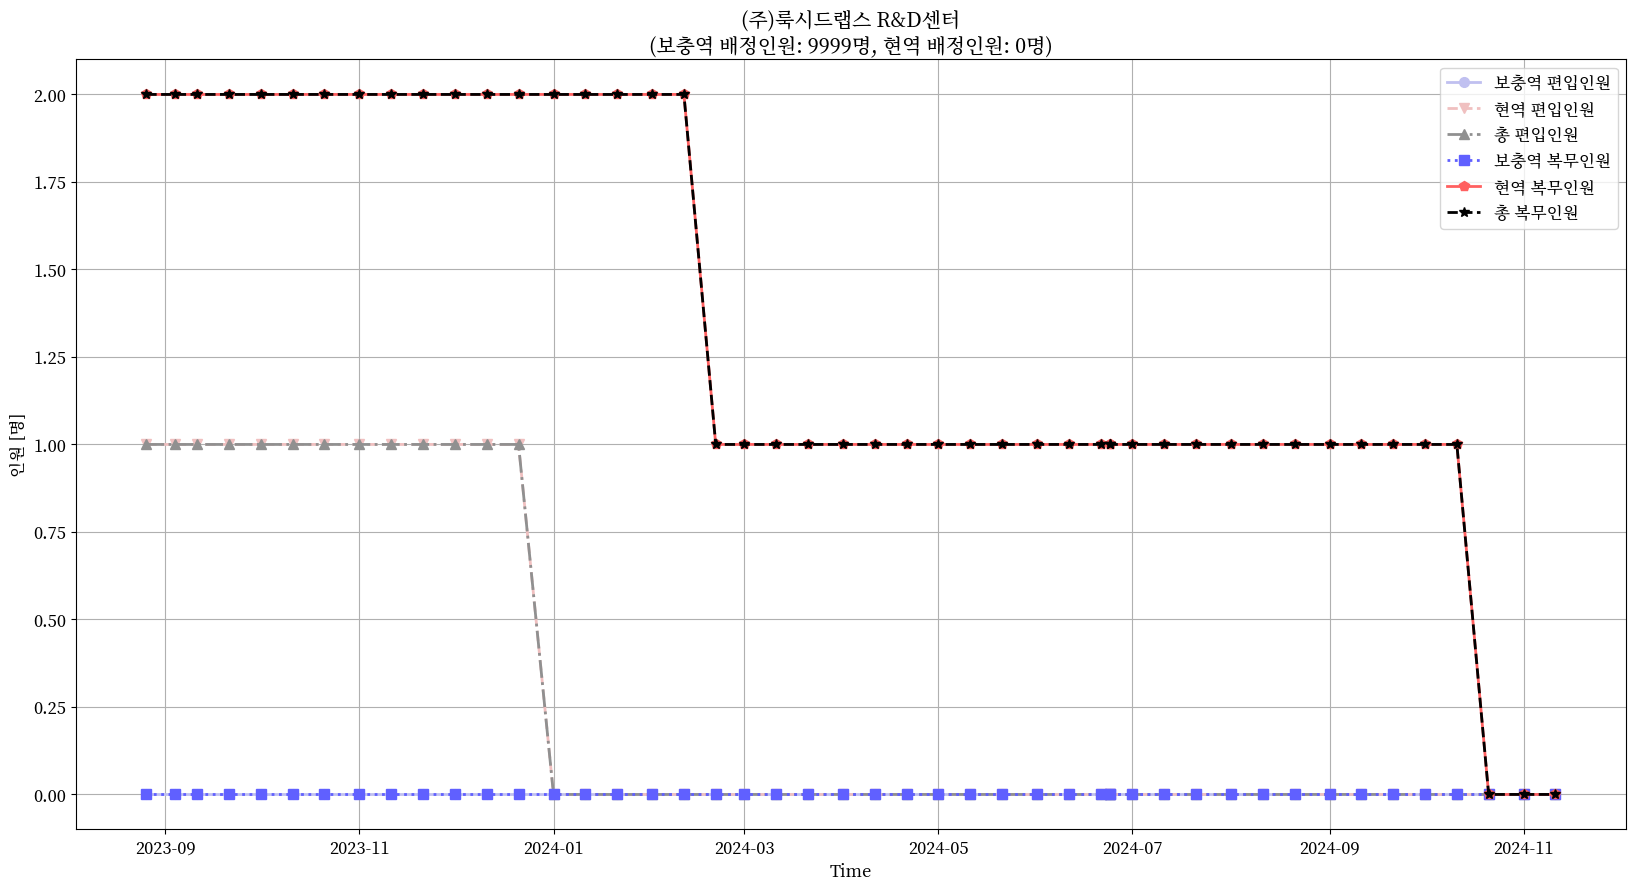 (주)룩시드랩스 R&D센터
(보충역 배정인원: 9999명, 현역 배정인원: 0명)
보충역 편입인원
현역 편입인원
총 편입인원
보충역 복무인원
현역 복무인원
총 복무인원
2.00
1.75
1.50
1.25
1.00
0.75
0.50
0.25
0.00
인원 [명]
2023-09 2023-11 2024-01 2024-03 2024-05 2024-07 2024-09 2024-11
Time